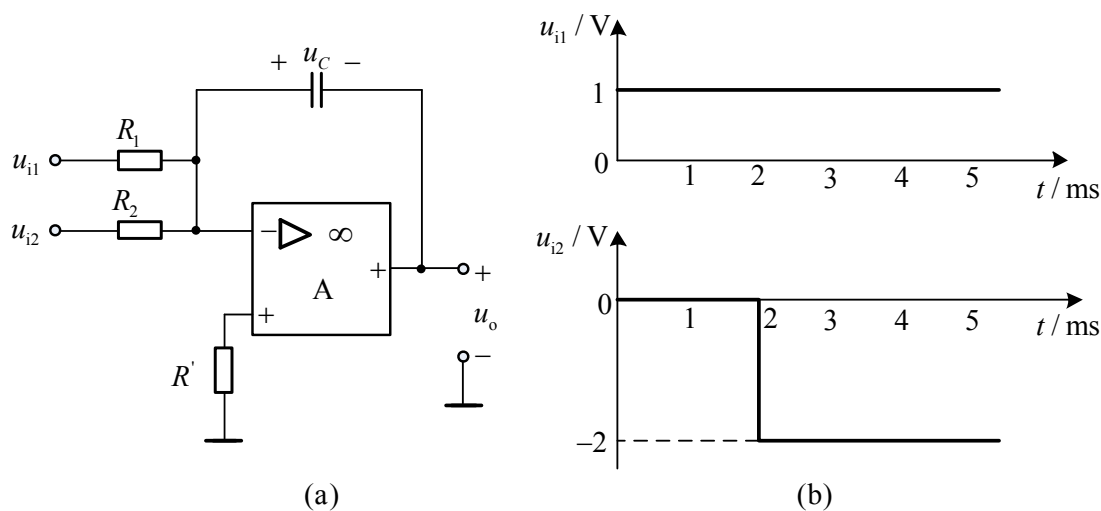 + u_C −
R_1
u_i1
R_2
u_i2
− ▷ ∞
A
+
+
+
u_o
−
R'
(a)
u_i1 / V
1
0
1 2 3 4 5
t / ms
u_i2 / V
0
1 2 3 4 5
t / ms
−2
(b)